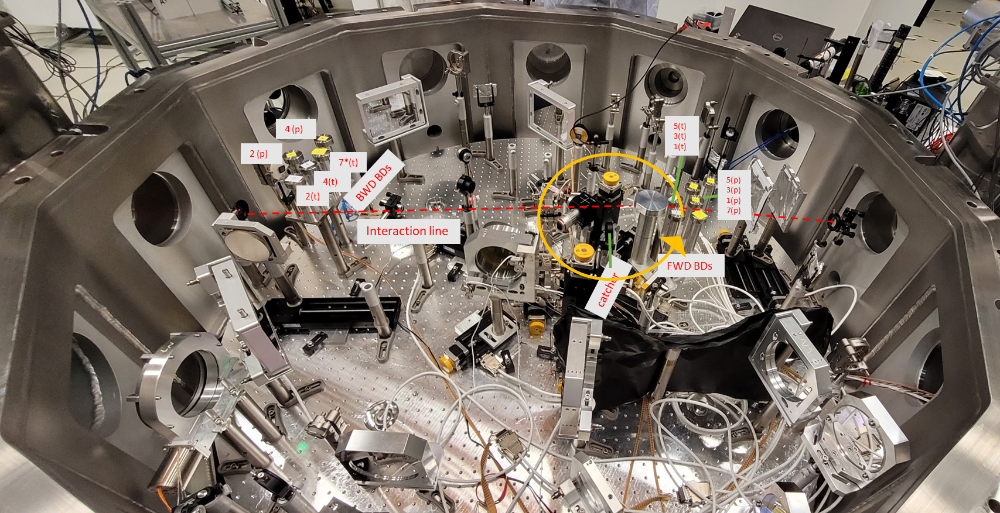 4 (p)
2 (p)
7*(t)
4(t)
2(t)
BWD BDs
Interaction line
5(t)
3(t)
1(t)
5(p)
3(p)
1(p)
7(p)
FWD BDs
catcher
DELL